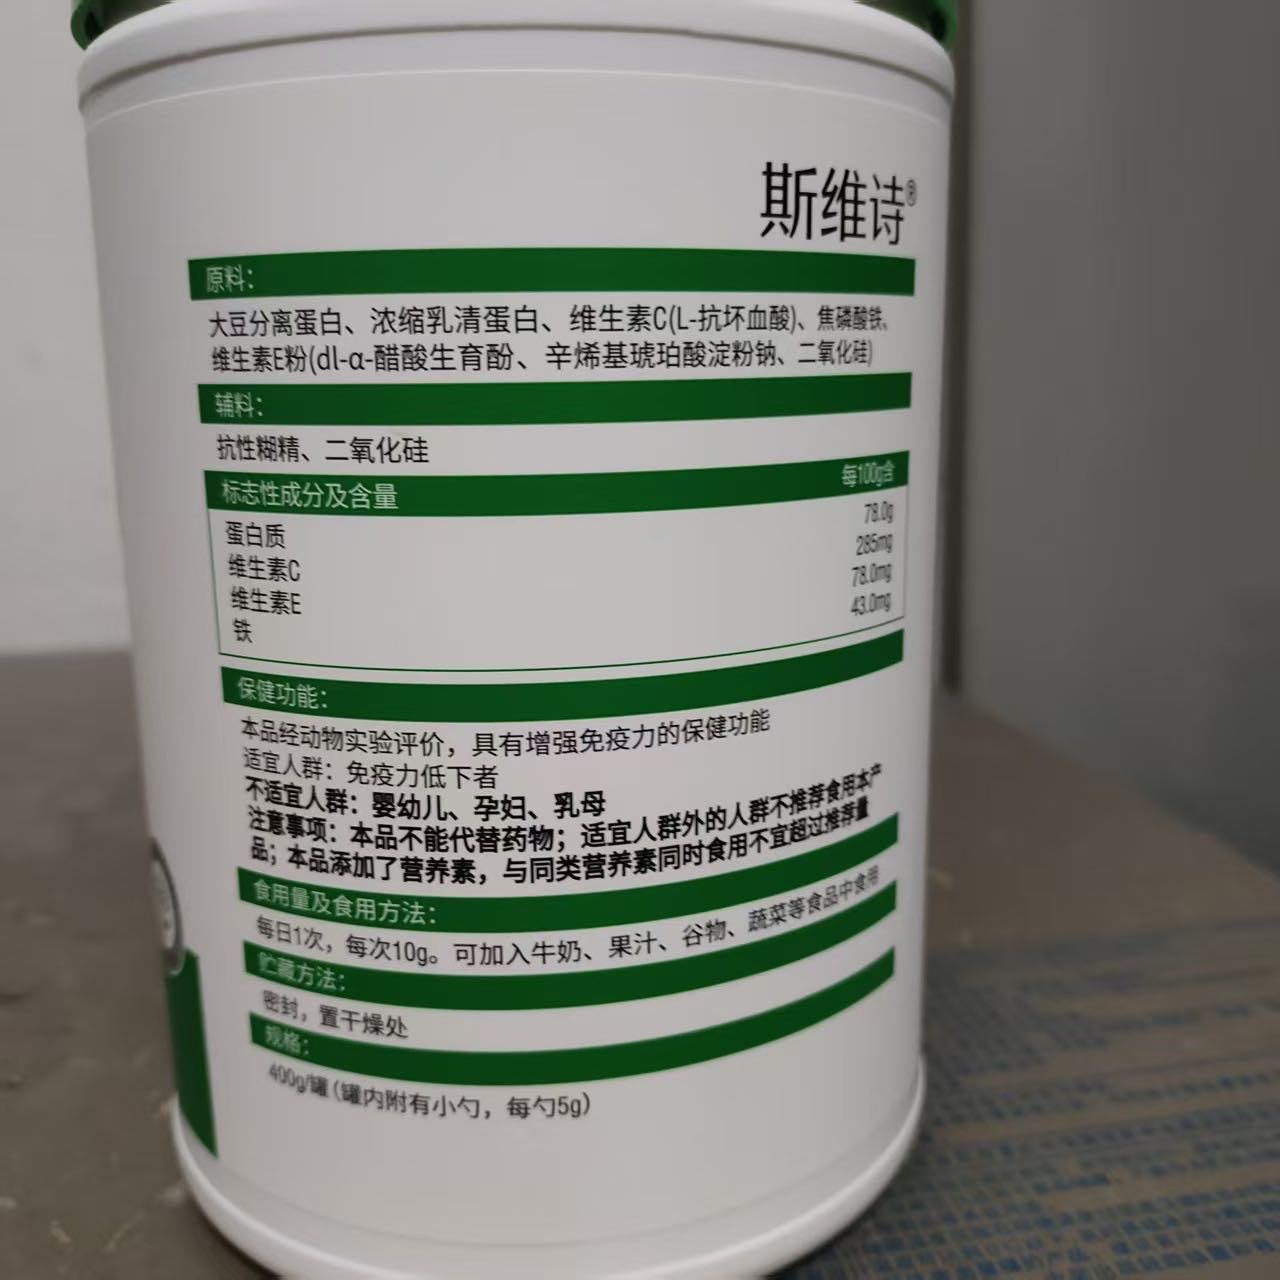 斯维诗®
原料：
大豆分离蛋白、浓缩乳清蛋白、维生素C(L-抗坏血酸)、焦磷酸铁、
维生素E粉(dl-α-醋酸生育酚、辛烯基琥珀酸淀粉钠、二氧化硅)
辅料：
抗性糊精、二氧化硅
标志性成分及含量 每100g含
蛋白质 78.0g
维生素C 285mg
维生素E 78.0mg
铁 43.0mg
保健功能：
本品经动物实验评价，具有增强免疫力的保健功能
适宜人群：免疫力低下者
不适宜人群：婴幼儿、孕妇、乳母
注意事项：本品不能代替药物；适宜人群外的人群不推荐食用本产
品；本品添加了营养素，与同类营养素同时食用不宜超过推荐量
食用量及食用方法：
每日1次，每次10g。可加入牛奶、果汁、谷物、蔬菜等食品中食用
贮藏方法：
密封，置干燥处
规格：
400g/罐（罐内附有小勺，每勺5g）